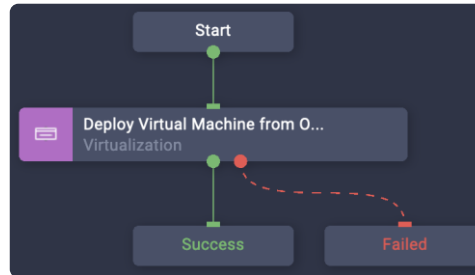 Start
Deploy Virtual Machine from O...
Virtualization
Success
Failed